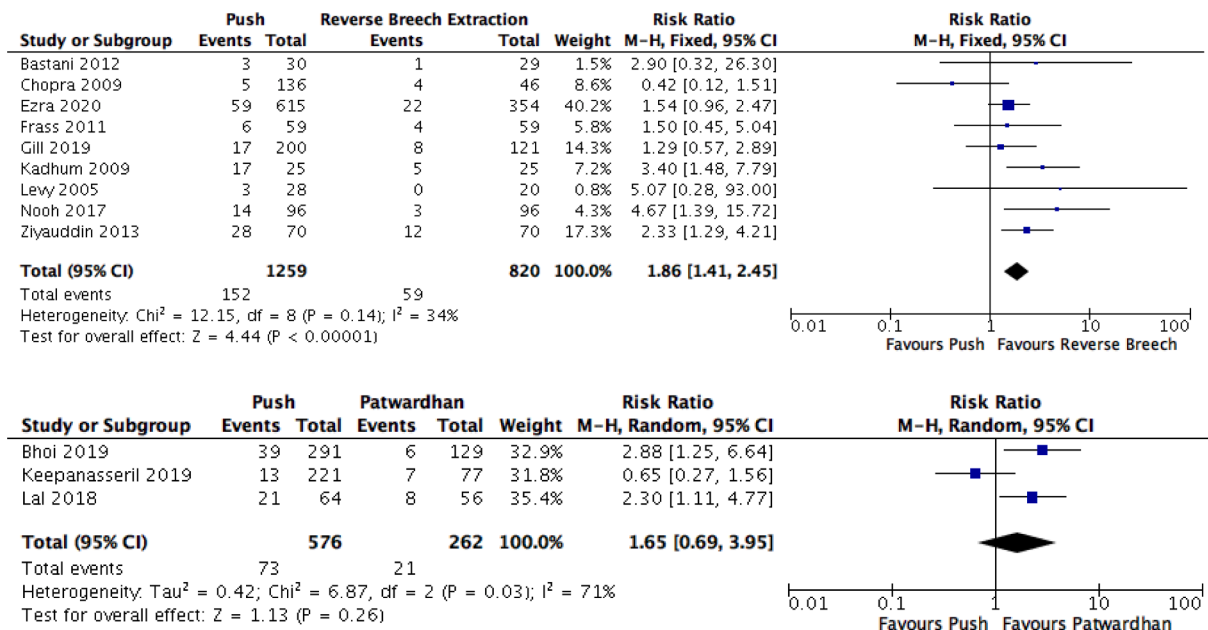 Push Reverse Breech Extraction Risk Ratio Risk Ratio
Study or Subgroup Events Total Events Total Weight M-H, Fixed, 95% CI M-H, Fixed, 95% CI
Bastani 2012 3 30 1 29 1.5% 2.90 [0.32, 26.30]
Chopra 2009 5 136 4 46 8.6% 0.42 [0.12, 1.51]
Ezra 2020 59 615 22 354 40.2% 1.54 [0.96, 2.47]
Frass 2011 6 59 4 59 5.8% 1.50 [0.45, 5.04]
Gill 2019 17 200 8 121 14.3% 1.29 [0.57, 2.89]
Kadhum 2009 17 25 5 25 7.2% 3.40 [1.48, 7.79]
Levy 2005 3 28 0 20 0.8% 5.07 [0.28, 93.00]
Nooh 2017 14 96 3 96 4.3% 4.67 [1.39, 15.72]
Ziyauddin 2013 28 70 12 70 17.3% 2.33 [1.29, 4.21]
Total (95% CI) 1259 820 100.0% 1.86 [1.41, 2.45]
Total events 152 59
Heterogeneity: Chi² = 12.15, df = 8 (P = 0.14); I² = 34%
Test for overall effect: Z = 4.44 (P < 0.00001)
0.01 0.1 1 10 100
Favours Push Favours Reverse Breech
Push Patwardhan Risk Ratio Risk Ratio
Study or Subgroup Events Total Events Total Weight M-H, Random, 95% CI M-H, Random, 95% CI
Bhoi 2019 39 291 6 129 32.9% 2.88 [1.25, 6.64]
Keepanasseril 2019 13 221 7 77 31.8% 0.65 [0.27, 1.56]
Lal 2018 21 64 8 56 35.4% 2.30 [1.11, 4.77]
Total (95% CI) 576 262 100.0% 1.65 [0.69, 3.95]
Total events 73 21
Heterogeneity: Tau² = 0.42; Chi² = 6.87, df = 2 (P = 0.03); I² = 71%
Test for overall effect: Z = 1.13 (P = 0.26)
0.01 0.1 1 10 100
Favours Push Favours Patwardhan